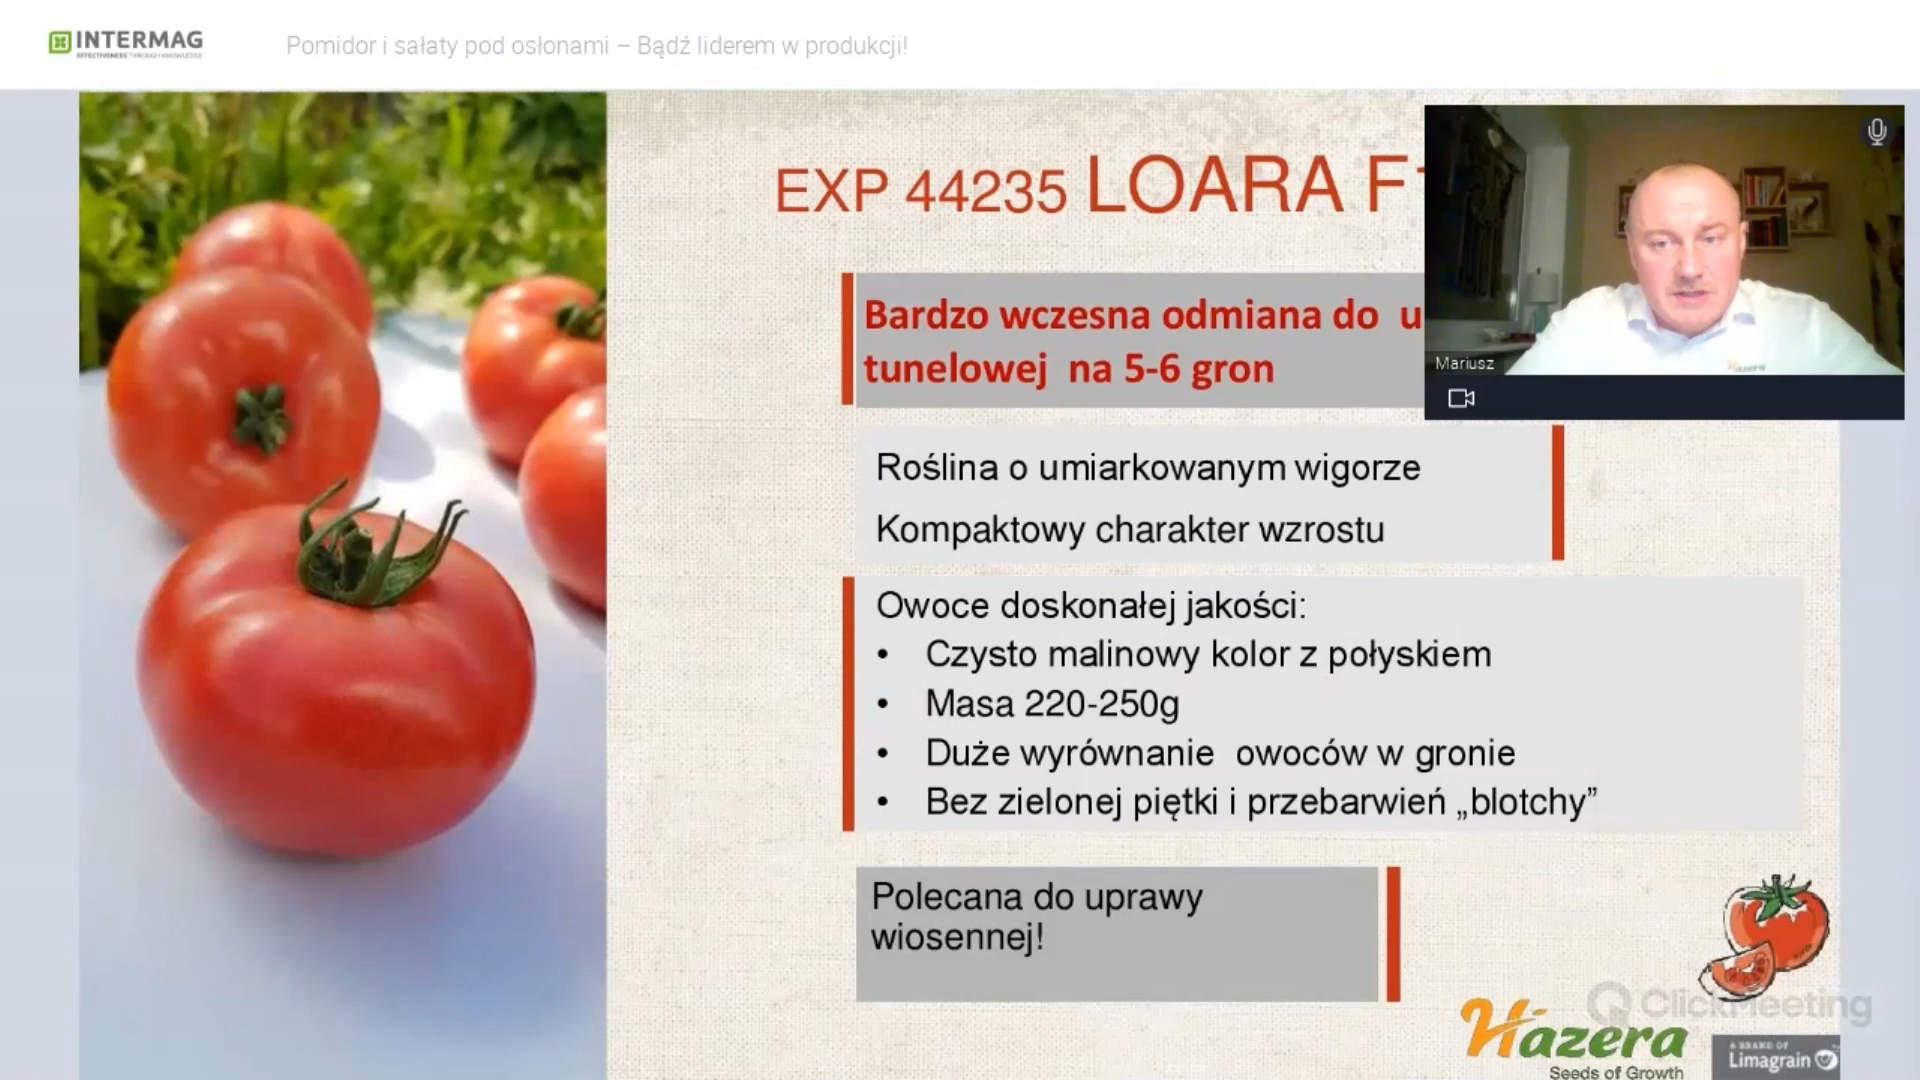 INTERMAG
EFFECTIVENESS THROUGH KNOWLEDGE
Pomidor i sałaty pod osłonami – Bądź liderem w produkcji!
EXP 44235 LOARA F1
Bardzo wczesna odmiana do u
tunelowej na 5-6 gron
Mariusz
Hazera
Roślina o umiarkowanym wigorze
Kompaktowy charakter wzrostu
Owoce doskonałej jakości:
• Czysto malinowy kolor z połyskiem
• Masa 220-250g
• Duże wyrównanie owoców w gronie
• Bez zielonej piętki i przebarwień „blotchy”
Polecana do uprawy
wiosennej!
ClickMeeting
Hazera
Seeds of Growth
A BRAND OF
Limagrain